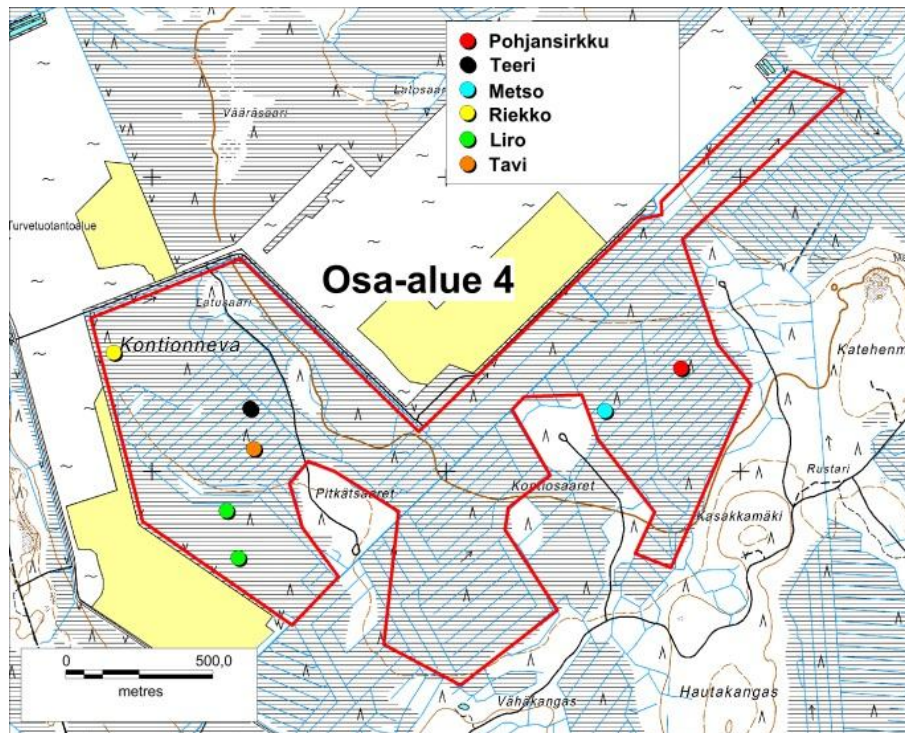 Pohjansirkku
Teeri
Metso
Riekko
Liro
Tavi
Latosaari
Vääräsaari
Turvetuotantoalue
Osa-alue 4
Latusaari
Kontionneva
Katehenm
Pitkätsaaret
Kontiosaaret
Rustari
Kasakkamäki
0 500,0
metres
Vähäkangas
Hautakangas